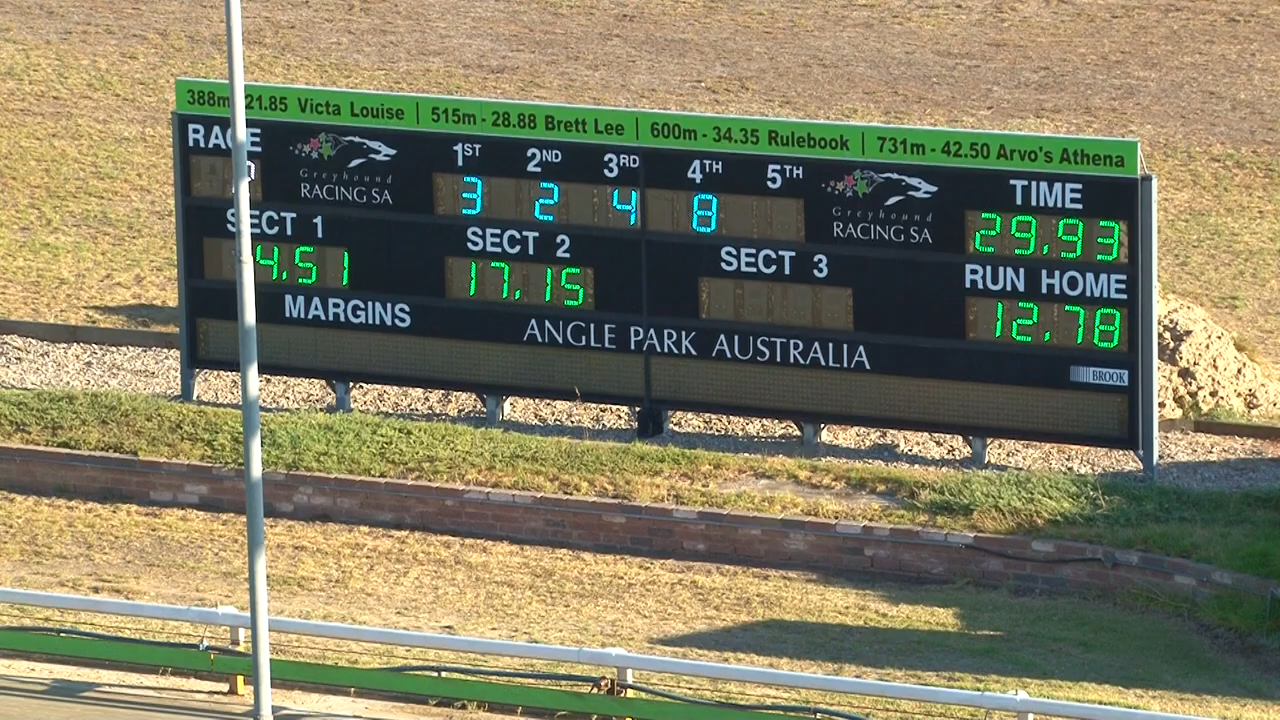 388m 21.85 Victa Louise | 515m - 28.88 Brett Lee | 600m - 34.35 Rulebook | 731m - 42.50 Arvo's Athena
RACE
Greyhound
RACING SA
1ST 2ND 3RD 4TH 5TH
3 2 4 8
Greyhound
RACING SA
TIME
29.93
SECT 1
4.51
SECT 2
17.15
SECT 3
RUN HOME
12.78
MARGINS
ANGLE PARK AUSTRALIA
BROOK